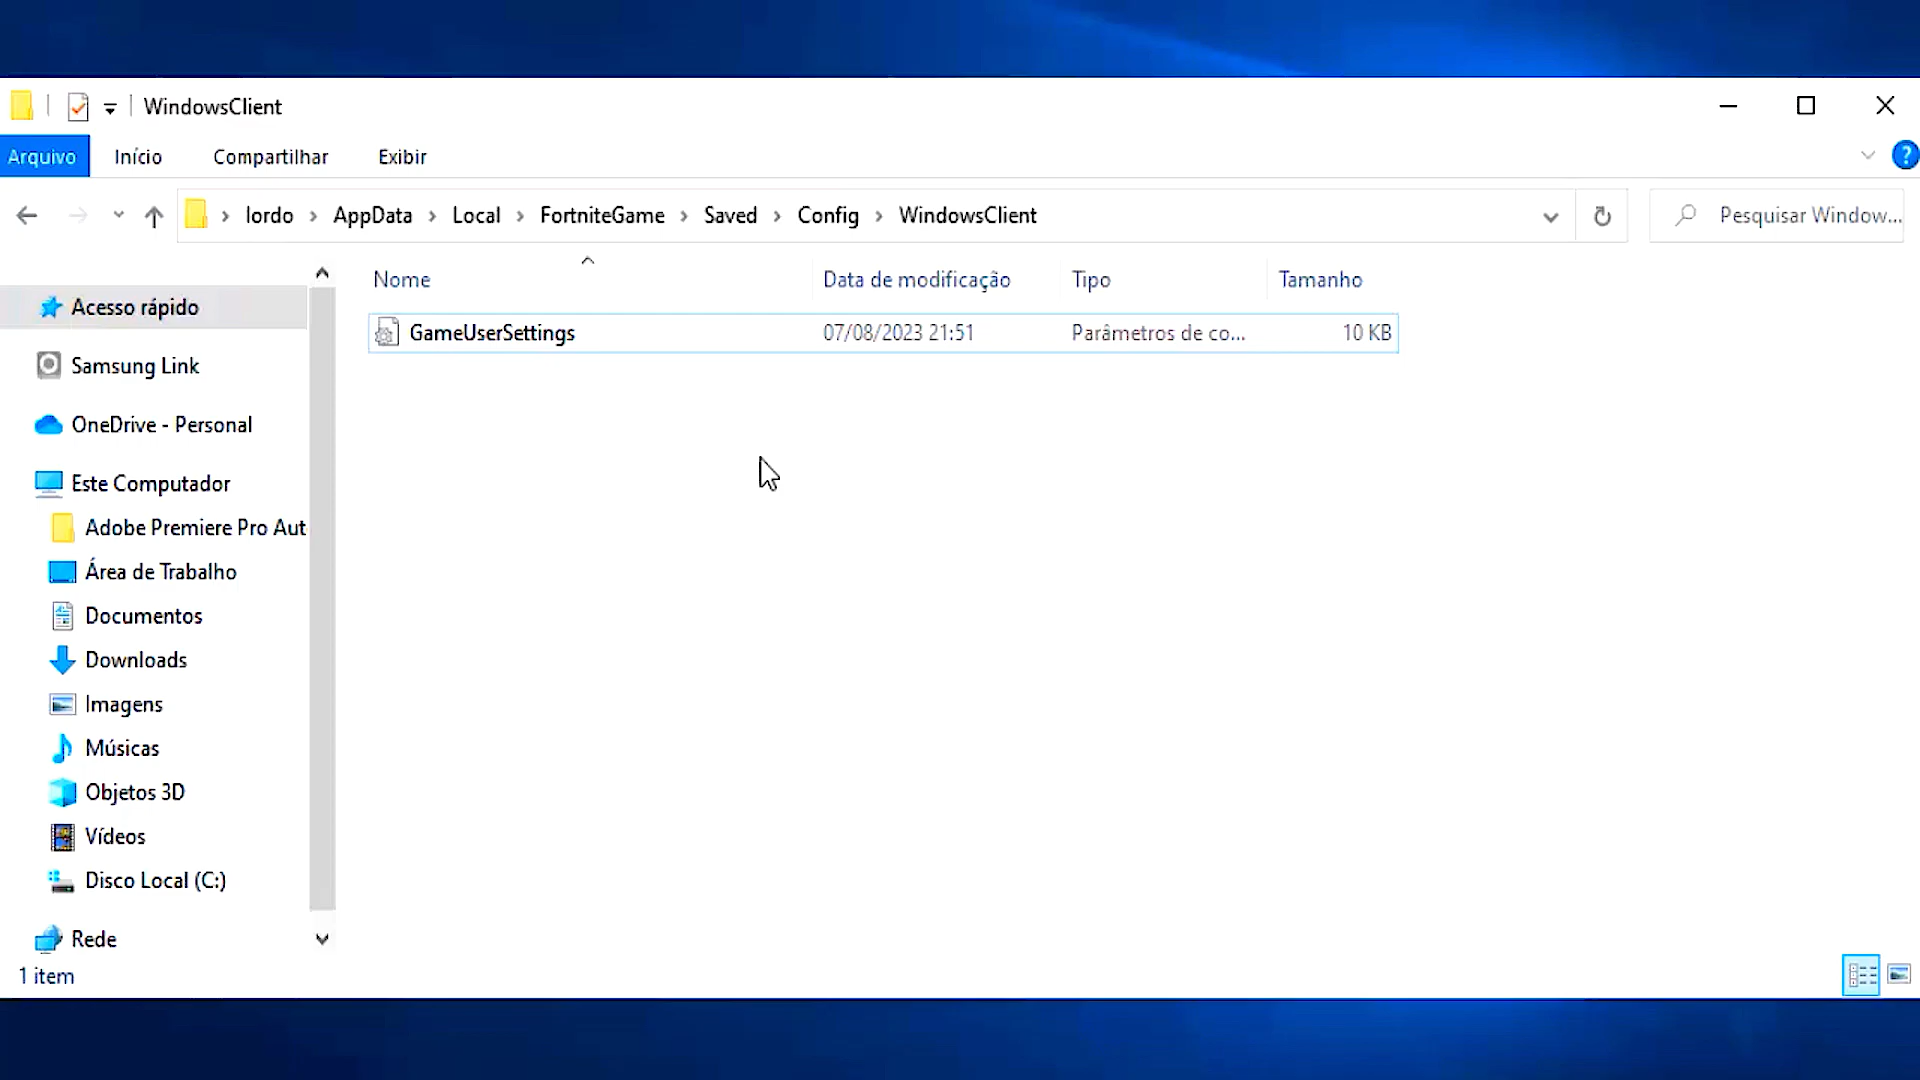 WindowsClient
Arquivo Início Compartilhar Exibir
lordo AppData Local FortniteGame Saved Config WindowsClient Pesquisar Window...
Nome Data de modificação Tipo Tamanho
GameUserSettings 07/08/2023 21:51 Parâmetros de co... 10 KB
Acesso rápido
Samsung Link
OneDrive - Personal
Este Computador
Adobe Premiere Pro Aut
Área de Trabalho
Documentos
Downloads
Imagens
Músicas
Objetos 3D
Vídeos
Disco Local (C:)
Rede
1 item